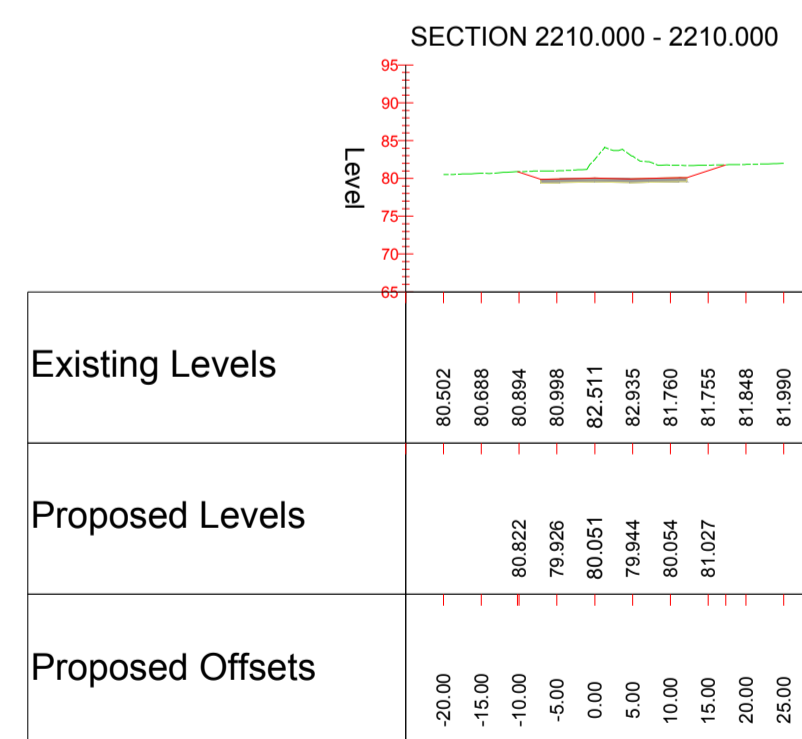 SECTION 2210.000 - 2210.000
95
90
85
80
75
70
65
Level
Existing Levels
80.502 80.688 80.894 80.998 82.511 82.935 81.760 81.755 81.848 81.990
Proposed Levels
80.822 79.926 80.051 79.944 80.054 81.027
Proposed Offsets
-20.00 -15.00 -10.00 -5.00 0.00 5.00 10.00 15.00 20.00 25.00